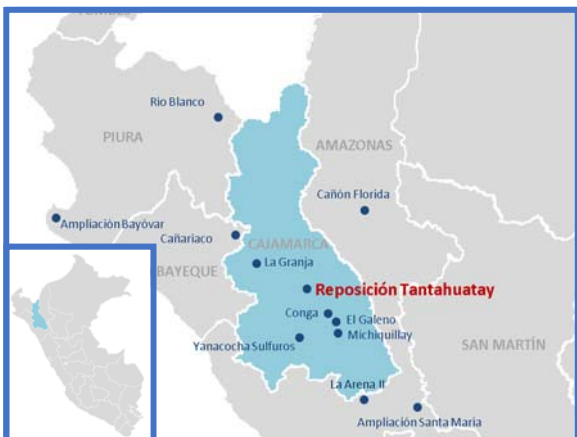 Rio Blanco
PIURA
AMAZONAS
Cañón Florida
Ampliación Bayóvar
Cañariaco
CAJAMARCA
BAYEQUE
La Granja
Reposición Tantahuatay
Conga
El Galeno
Michiquillay
Yanacocha Sulfuros
SAN MARTÍN
La Arena II
Ampliación Santa Maria